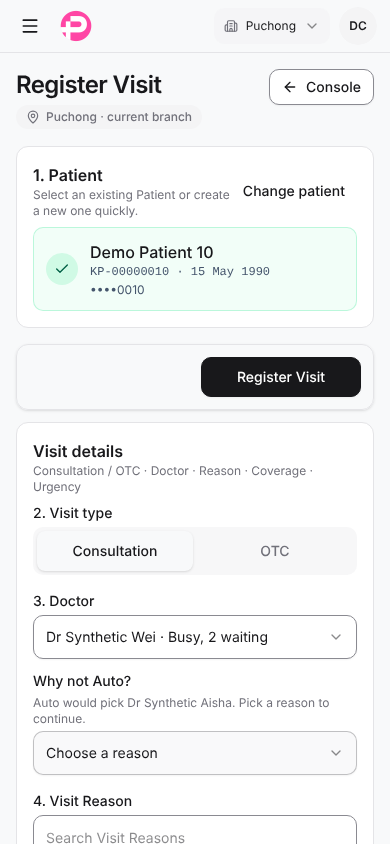 Puchong
DC
Register Visit
Console
Puchong · current branch
1. Patient
Select an existing Patient or create
a new one quickly.
Change patient
Demo Patient 10
KP-00000010 · 15 May 1990
••••0010
Register Visit
Visit details
Consultation / OTC · Doctor · Reason · Coverage ·
Urgency
2. Visit type
Consultation
OTC
3. Doctor
Dr Synthetic Wei · Busy, 2 waiting
Why not Auto?
Auto would pick Dr Synthetic Aisha. Pick a reason to
continue.
Choose a reason
4. Visit Reason
Search Visit Reasons